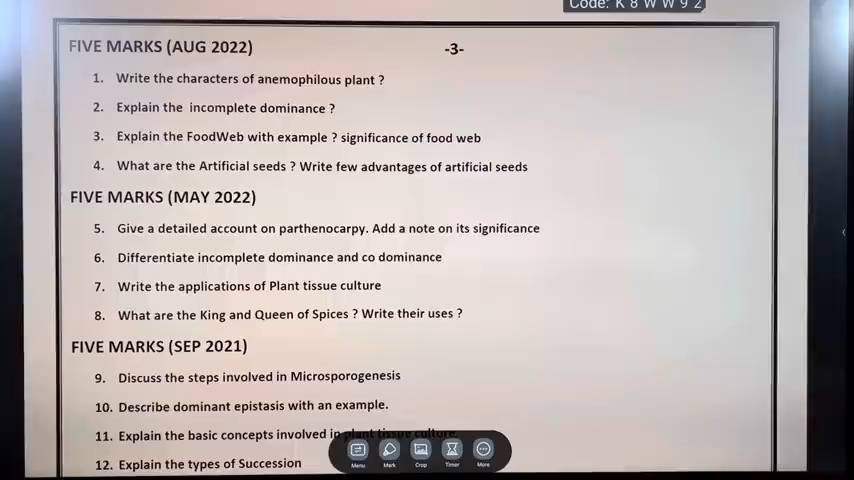 Code: K 8 W W 9 2
FIVE MARKS (AUG 2022)
-3-
1. Write the characters of anemophilous plant ?
2. Explain the incomplete dominance ?
3. Explain the FoodWeb with example ? significance of food web
4. What are the Artificial seeds ? Write few advantages of artificial seeds
FIVE MARKS (MAY 2022)
5. Give a detailed account on parthenocarpy. Add a note on its significance
6. Differentiate incomplete dominance and co dominance
7. Write the applications of Plant tissue culture
8. What are the King and Queen of Spices ? Write their uses ?
FIVE MARKS (SEP 2021)
9. Discuss the steps involved in Microsporogenesis
10. Describe dominant epistasis with an example.
11. Explain the basic concepts involved in plant tissue culture.
12. Explain the types of Succession
Menu Mark Crop Timer More